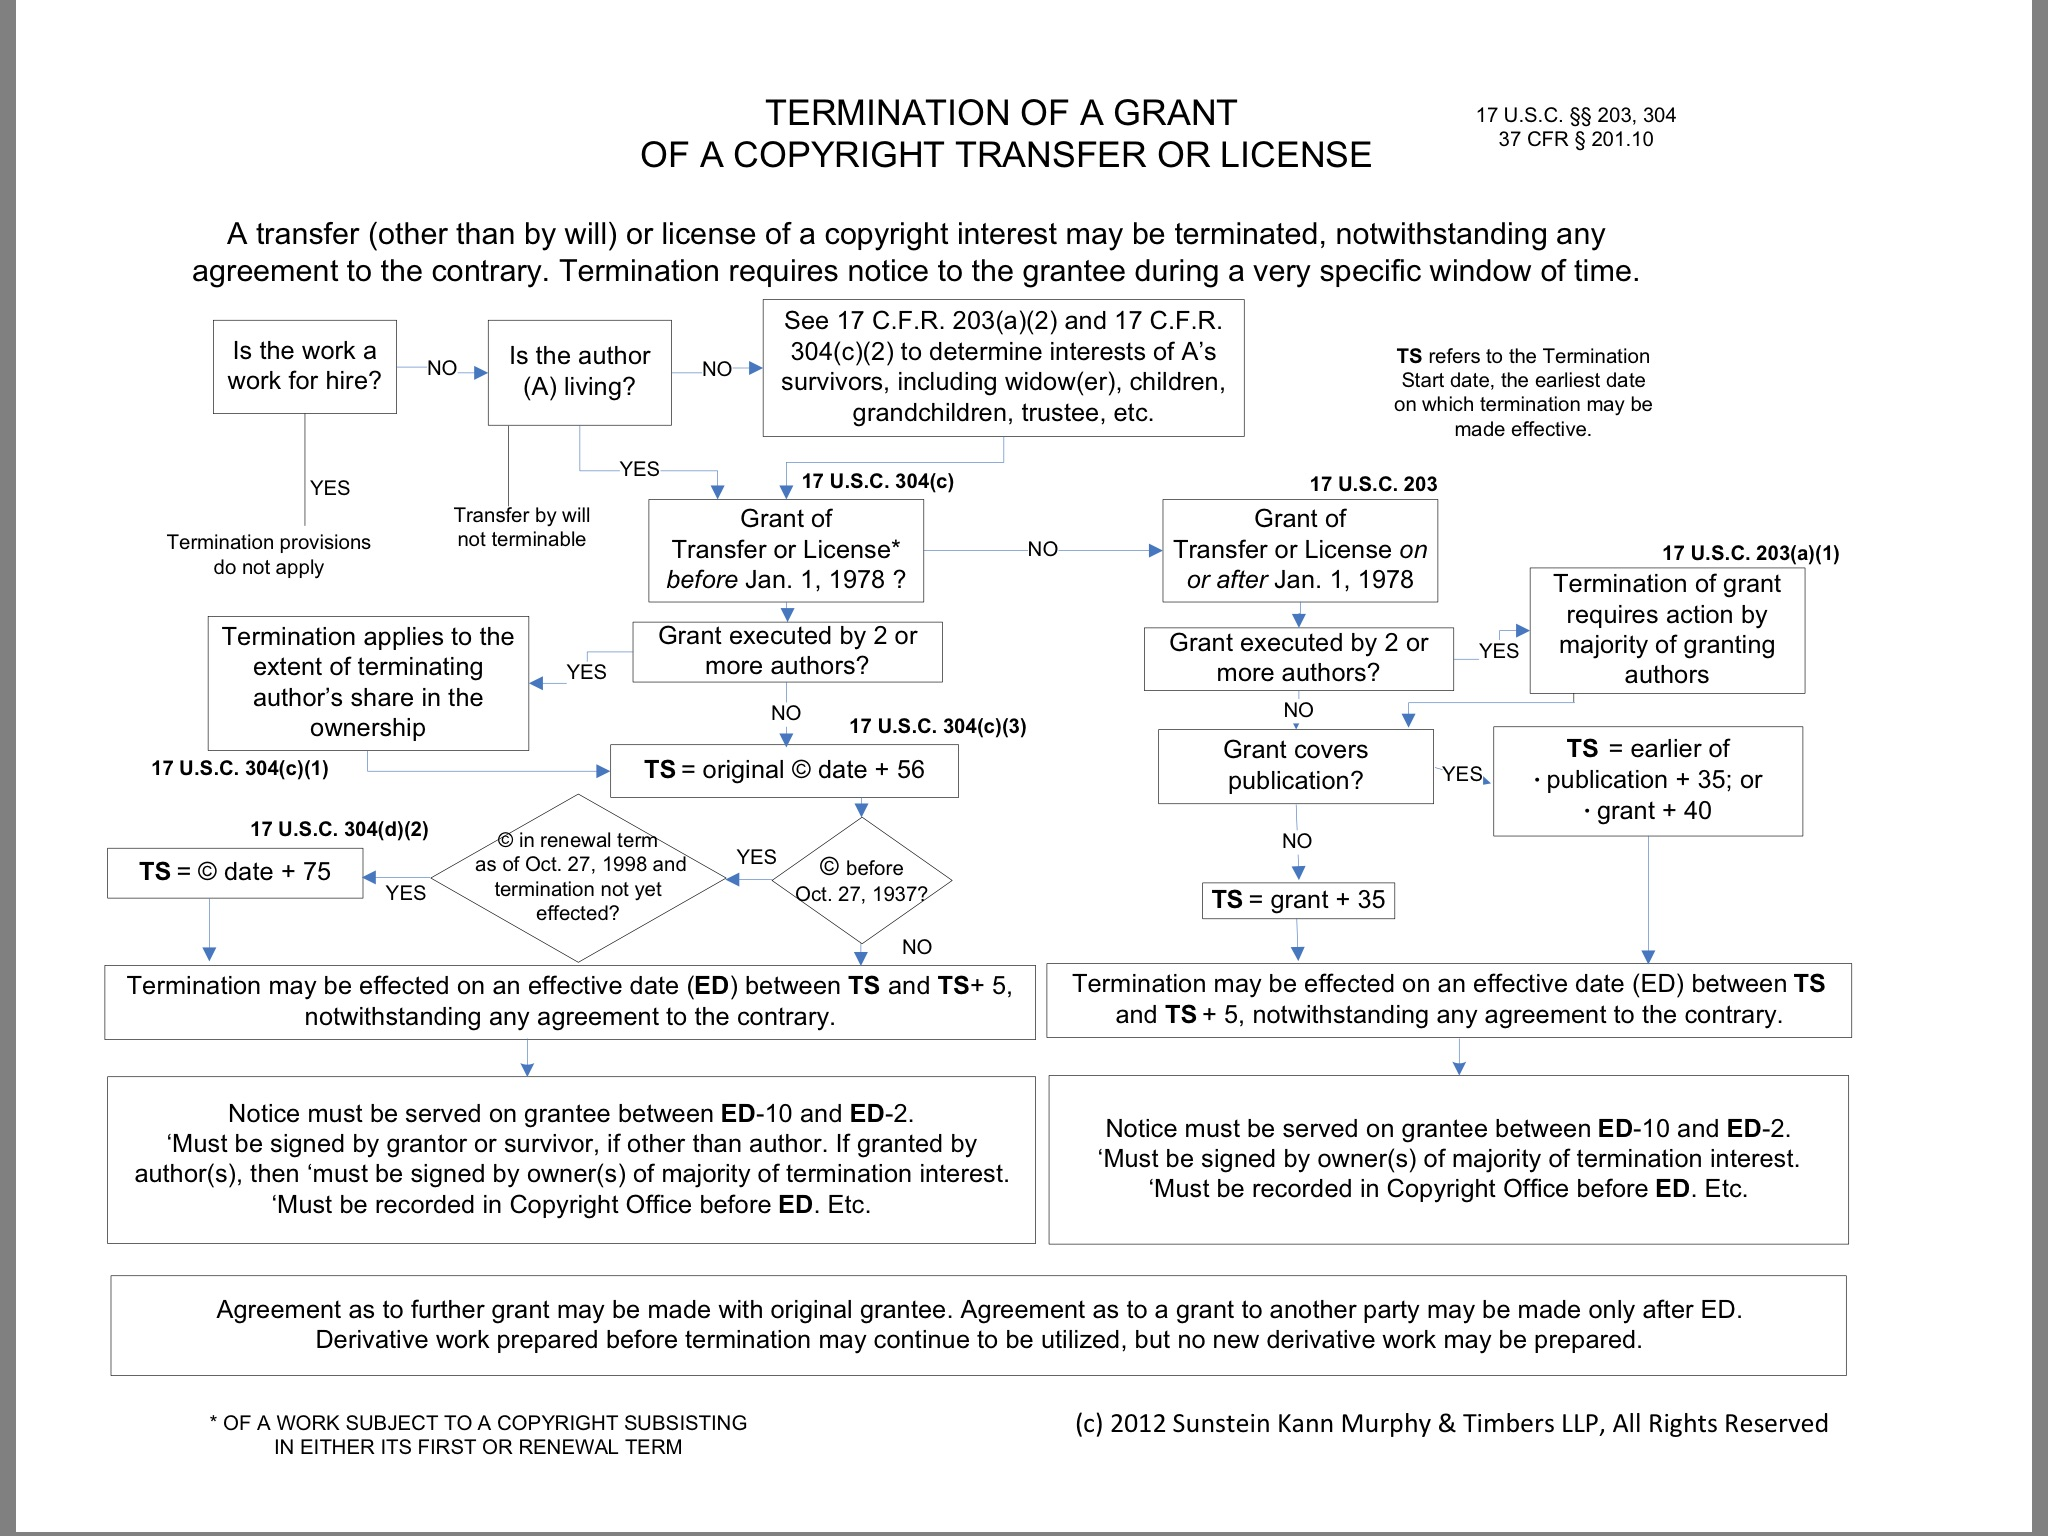 TERMINATION OF A GRANT
OF A COPYRIGHT TRANSFER OR LICENSE
17 U.S.C. §§ 203, 304
37 CFR § 201.10
A transfer (other than by will) or license of a copyright interest may be terminated, notwithstanding any
agreement to the contrary. Termination requires notice to the grantee during a very specific window of time.
Is the work a
work for hire?
NO
Is the author
(A) living?
NO
See 17 C.F.R. 203(a)(2) and 17 C.F.R.
304(c)(2) to determine interests of A's
survivors, including widow(er), children,
grandchildren, trustee, etc.
TS refers to the Termination
Start date, the earliest date
on which termination may be
made effective.
YES
Termination provisions
do not apply
Transfer by will
not terminable
YES
17 U.S.C. 304(c)
Grant of
Transfer or License*
before Jan. 1, 1978 ?
NO
17 U.S.C. 203
Grant of
Transfer or License on
or after Jan. 1, 1978
17 U.S.C. 203(a)(1)
Termination of grant
requires action by
majority of granting
authors
Termination applies to the
extent of terminating
author's share in the
ownership
YES
Grant executed by 2 or
more authors?
Grant executed by 2 or
more authors?
YES
NO
NO
17 U.S.C. 304(c)(1)
17 U.S.C. 304(c)(3)
TS = original © date + 56
Grant covers
publication?
YES
TS = earlier of
· publication + 35; or
· grant + 40
17 U.S.C. 304(d)(2)
TS = © date + 75
YES
© in renewal term
as of Oct. 27, 1998 and
termination not yet
effected?
YES
© before
Oct. 27, 1937?
NO
NO
TS = grant + 35
Termination may be effected on an effective date (ED) between TS and TS+ 5,
notwithstanding any agreement to the contrary.
Termination may be effected on an effective date (ED) between TS
and TS + 5, notwithstanding any agreement to the contrary.
Notice must be served on grantee between ED-10 and ED-2.
‘Must be signed by grantor or survivor, if other than author. If granted by
author(s), then ‘must be signed by owner(s) of majority of termination interest.
‘Must be recorded in Copyright Office before ED. Etc.
Notice must be served on grantee between ED-10 and ED-2.
‘Must be signed by owner(s) of majority of termination interest.
‘Must be recorded in Copyright Office before ED. Etc.
Agreement as to further grant may be made with original grantee. Agreement as to a grant to another party may be made only after ED.
Derivative work prepared before termination may continue to be utilized, but no new derivative work may be prepared.
* OF A WORK SUBJECT TO A COPYRIGHT SUBSISTING
IN EITHER ITS FIRST OR RENEWAL TERM
(c) 2012 Sunstein Kann Murphy & Timbers LLP, All Rights Reserved